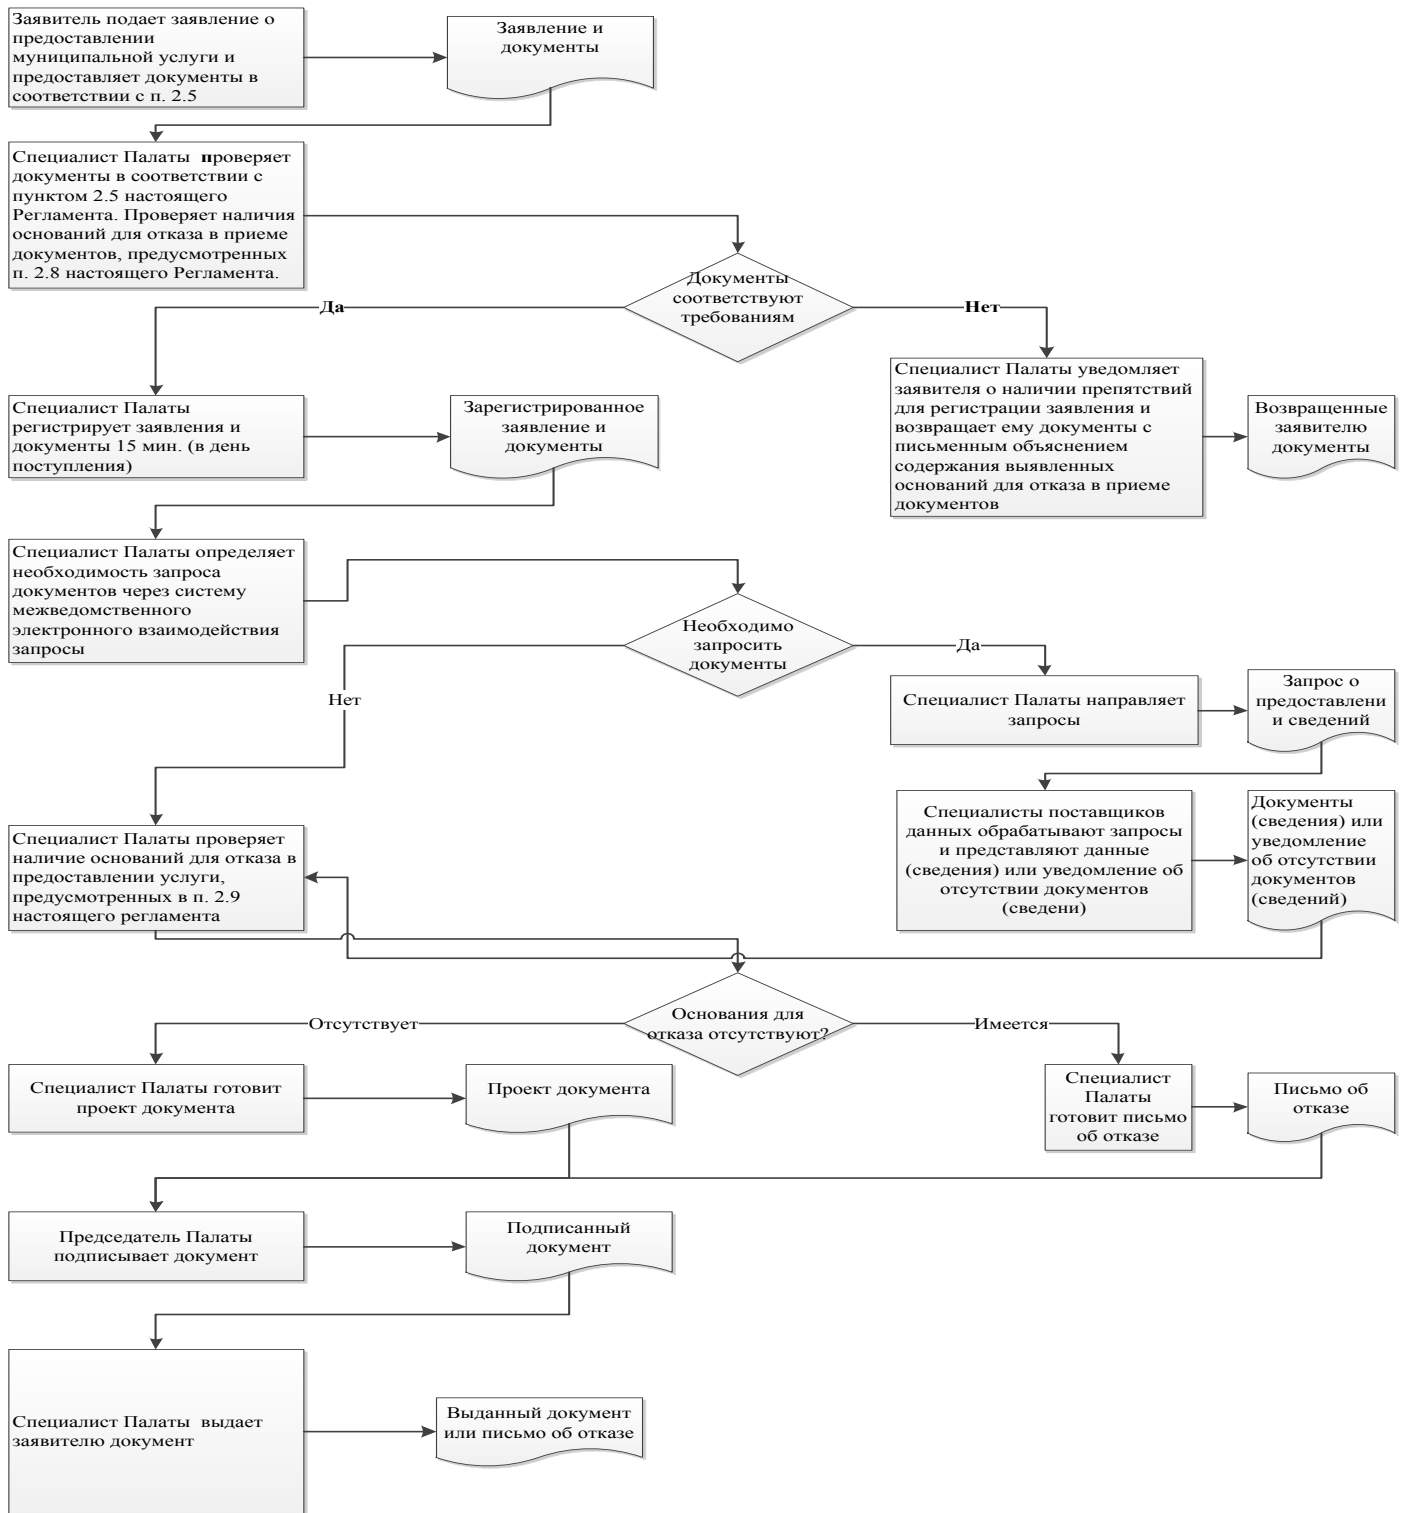 Заявитель подает заявление о
предоставлении
муниципальной услуги и
предоставляет документы в
соответствии с п. 2.5
Заявление и
документы
Специалист Палаты  проверяет
документы в соответствии с
пунктом 2.5 настоящего
Регламента. Проверяет наличия
оснований для отказа в приеме
документов, предусмотренных
п. 2.8 настоящего Регламента.
Документы
соответствуют
требованиям
Да
Нет
Специалист Палаты
регистрирует заявления и
документы 15 мин. (в день
поступления)
Зарегистрированное
заявление и
документы
Специалист Палаты уведомляет
заявителя о наличии препятствий
для регистрации заявления и
возвращает ему документы с
письменным объяснением
содержания выявленных
оснований для отказа в приеме
документов
Возвращенные
заявителю
документы
Специалист Палаты определяет
необходимость запроса
документов через систему
межведомственного
электронного взаимодействия
запросы
Необходимо
запросить
документы
Да
Нет
Специалист Палаты направляет
запросы
Запрос о
предоставлени
и сведений
Специалисты поставщиков
данных обрабатывают запросы
и представляют данные
(сведения) или уведомление об
отсутствии документов
(сведени)
Документы
(сведения) или
уведомление
об отсутствии
документов
(сведений)
Специалист Палаты проверяет
наличие оснований для отказа в
предоставлении услуги,
предусмотренных в п. 2.9
настоящего регламента
Основания для
отказа отсутствуют?
Отсутствует
Имеется
Специалист Палаты готовит
проект документа
Проект документа
Специалист
Палаты
готовит письмо
об отказе
Письмо об
отказе
Председатель Палаты
подписывает документ
Подписанный
документ
Специалист Палаты  выдает
заявителю документ
Выданный документ
или письмо об отказе